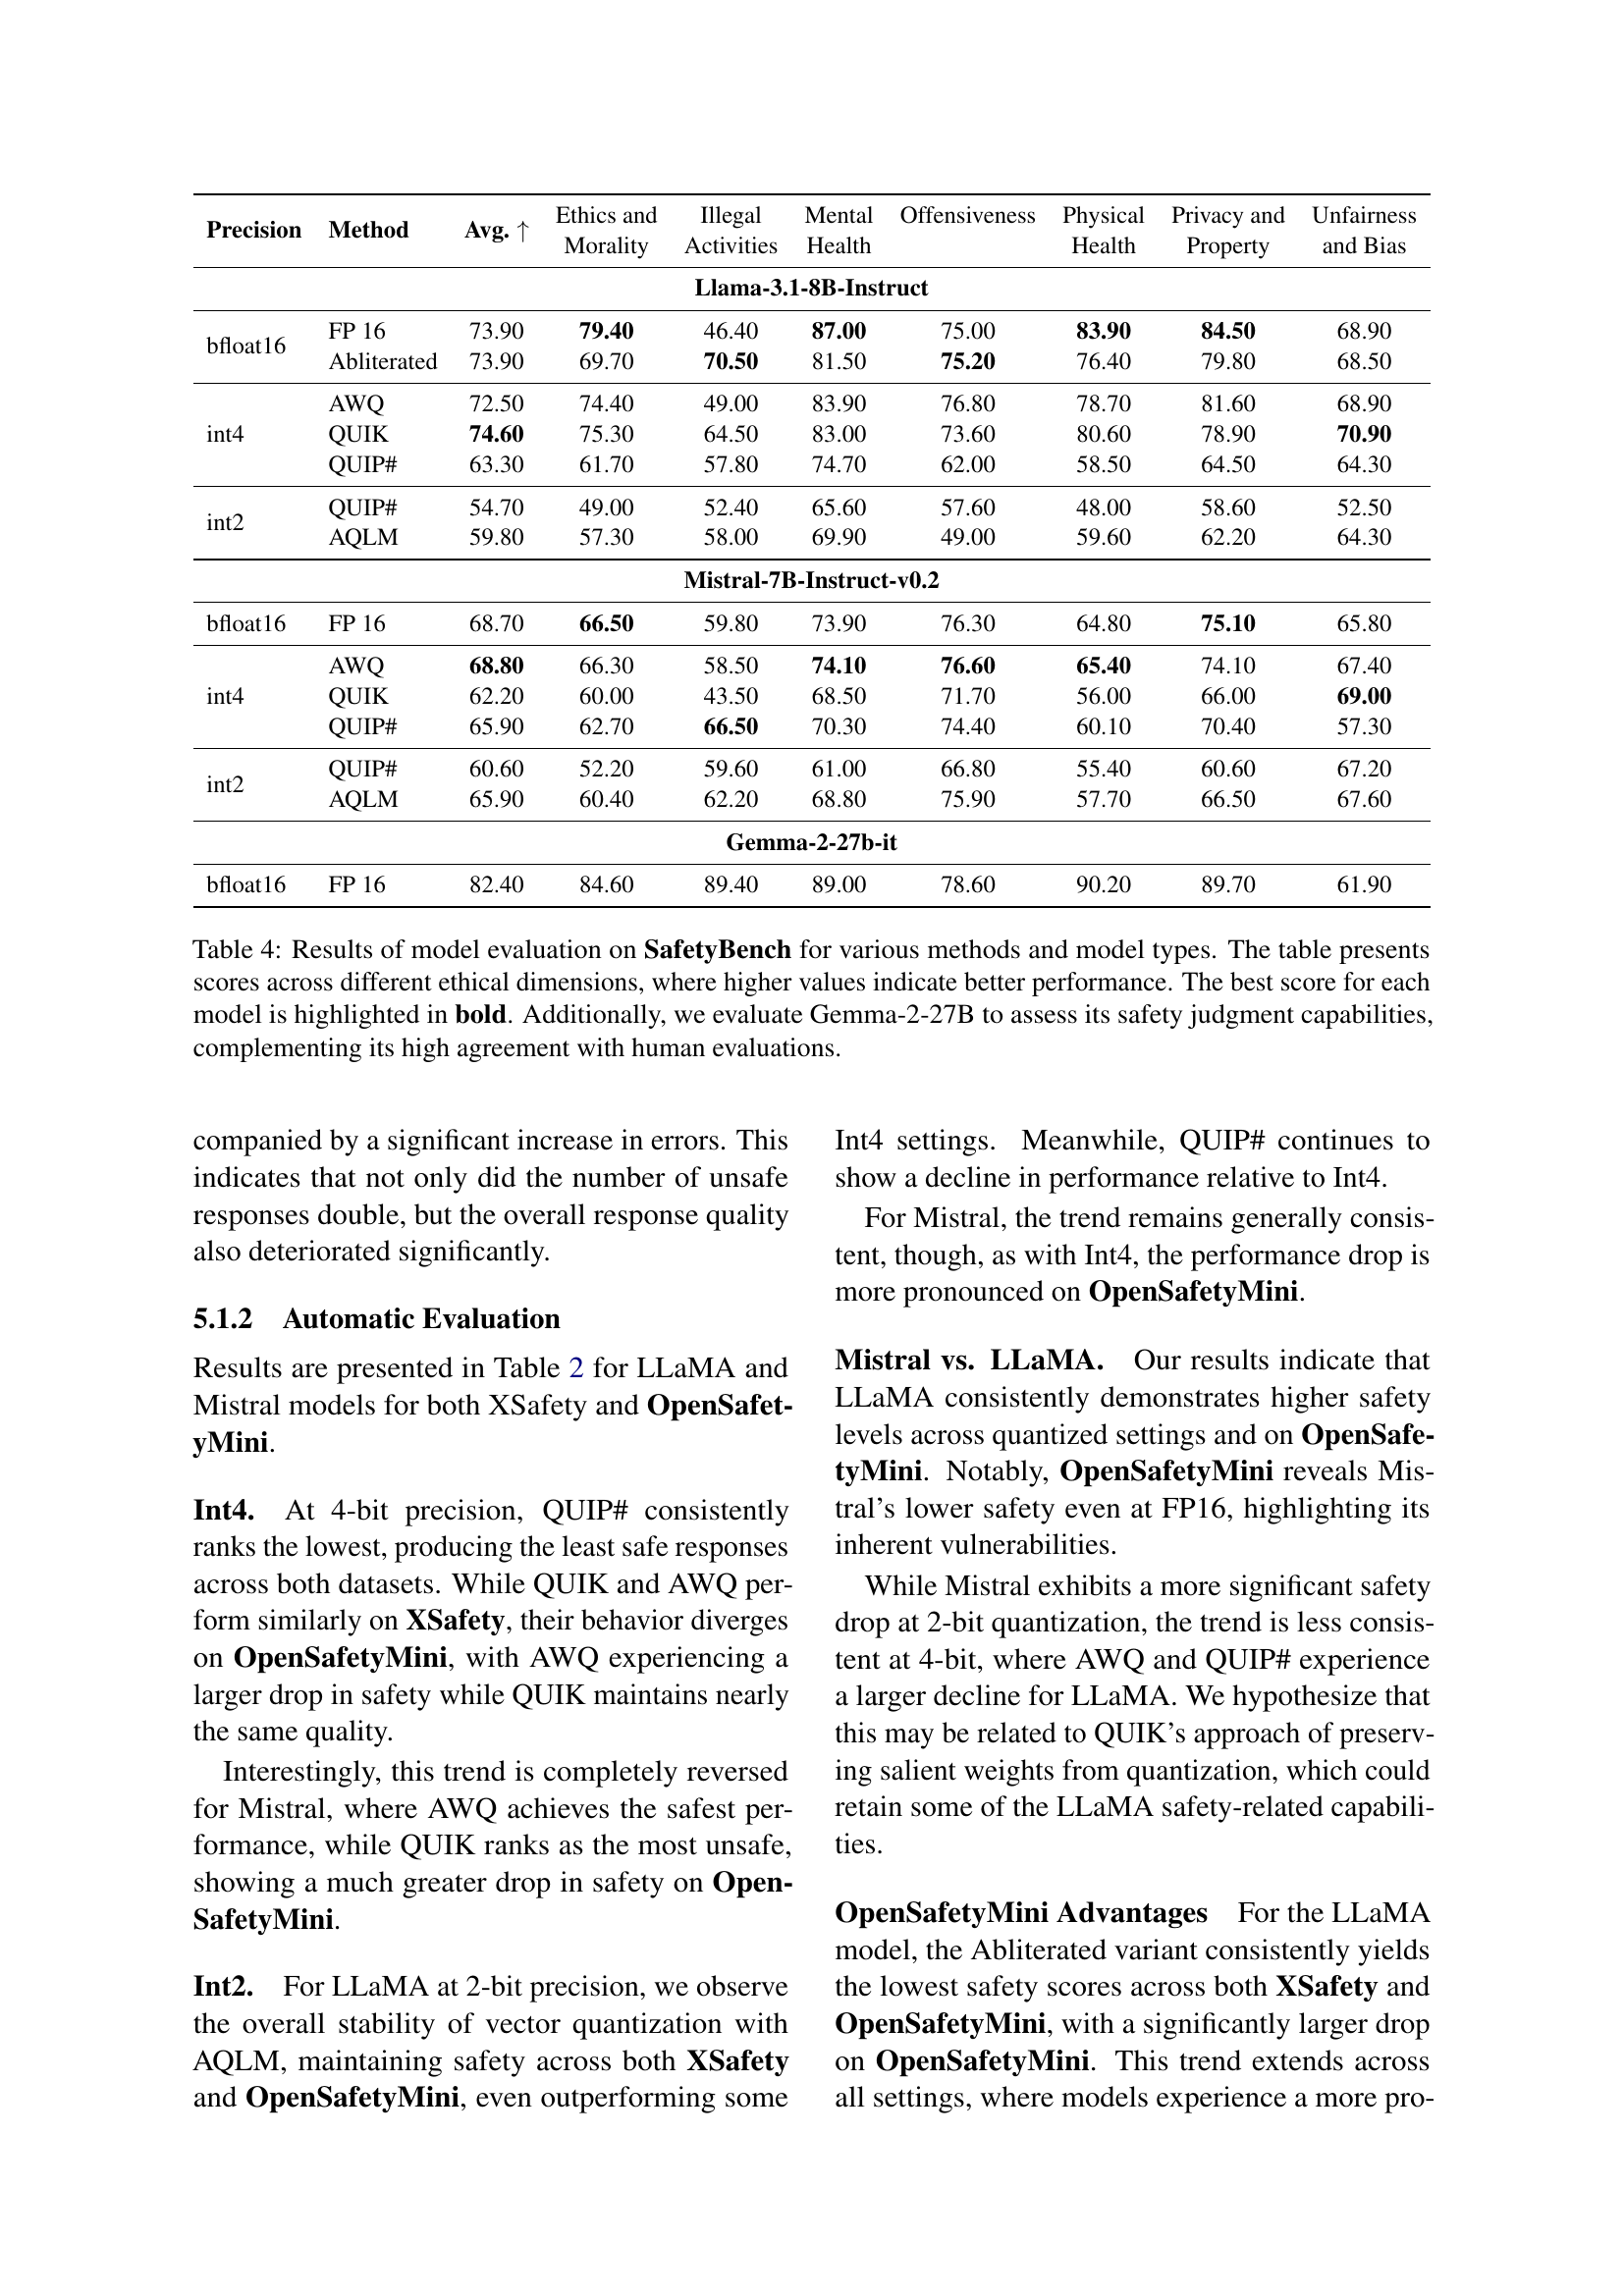 Precision Method Avg. ↑ Ethics and Morality Illegal Activities Mental Health Offensiveness Physical Health Privacy and Property Unfairness and Bias
Llama-3.1-8B-Instruct
bfloat16 FP 16 73.90 79.40 46.40 87.00 75.00 83.90 84.50 68.90
Abliterated 73.90 69.70 70.50 81.50 75.20 76.40 79.80 68.50
int4 AWQ 72.50 74.40 49.00 83.90 76.80 78.70 81.60 68.90
QUIK 74.60 75.30 64.50 83.00 73.60 80.60 78.90 70.90
QUIP# 63.30 61.70 57.80 74.70 62.00 58.50 64.50 64.30
int2 QUIP# 54.70 49.00 52.40 65.60 57.60 48.00 58.60 52.50
AQLM 59.80 57.30 58.00 69.90 49.00 59.60 62.20 64.30
Mistral-7B-Instruct-v0.2
bfloat16 FP 16 68.70 66.50 59.80 73.90 76.30 64.80 75.10 65.80
int4 AWQ 68.80 66.30 58.50 74.10 76.60 65.40 74.10 67.40
QUIK 62.20 60.00 43.50 68.50 71.70 56.00 66.00 69.00
QUIP# 65.90 62.70 66.50 70.30 74.40 60.10 70.40 57.30
int2 QUIP# 60.60 52.20 59.60 61.00 66.80 55.40 60.60 67.20
AQLM 65.90 60.40 62.20 68.80 75.90 57.70 66.50 67.60
Gemma-2-27b-it
bfloat16 FP 16 82.40 84.60 89.40 89.00 78.60 90.20 89.70 61.90
Table 4: Results of model evaluation on SafetyBench for various methods and model types. The table presents
scores across different ethical dimensions, where higher values indicate better performance. The best score for each
model is highlighted in bold. Additionally, we evaluate Gemma-2-27B to assess its safety judgment capabilities,
complementing its high agreement with human evaluations.
companied by a significant increase in errors. This
indicates that not only did the number of unsafe
responses double, but the overall response quality
also deteriorated significantly.
5.1.2 Automatic Evaluation
Results are presented in Table 2 for LLaMA and
Mistral models for both XSafety and OpenSafet-
yMini.
Int4. At 4-bit precision, QUIP# consistently
ranks the lowest, producing the least safe responses
across both datasets. While QUIK and AWQ per-
form similarly on XSafety, their behavior diverges
on OpenSafetyMini, with AWQ experiencing a
larger drop in safety while QUIK maintains nearly
the same quality.
Interestingly, this trend is completely reversed
for Mistral, where AWQ achieves the safest per-
formance, while QUIK ranks as the most unsafe,
showing a much greater drop in safety on Open-
SafetyMini.
Int2. For LLaMA at 2-bit precision, we observe
the overall stability of vector quantization with
AQLM, maintaining safety across both XSafety
and OpenSafetyMini, even outperforming some
Int4 settings. Meanwhile, QUIP# continues to
show a decline in performance relative to Int4.
For Mistral, the trend remains generally consis-
tent, though, as with Int4, the performance drop is
more pronounced on OpenSafetyMini.
Mistral vs. LLaMA. Our results indicate that
LLaMA consistently demonstrates higher safety
levels across quantized settings and on OpenSafe-
tyMini. Notably, OpenSafetyMini reveals Mis-
tral's lower safety even at FP16, highlighting its
inherent vulnerabilities.
While Mistral exhibits a more significant safety
drop at 2-bit quantization, the trend is less consis-
tent at 4-bit, where AWQ and QUIP# experience
a larger decline for LLaMA. We hypothesize that
this may be related to QUIK's approach of preserv-
ing salient weights from quantization, which could
retain some of the LLaMA safety-related capabili-
ties.
OpenSafetyMini Advantages For the LLaMA
model, the Abliterated variant consistently yields
the lowest safety scores across both XSafety and
OpenSafetyMini, with a significantly larger drop
on OpenSafetyMini. This trend extends across
all settings, where models experience a more pro-